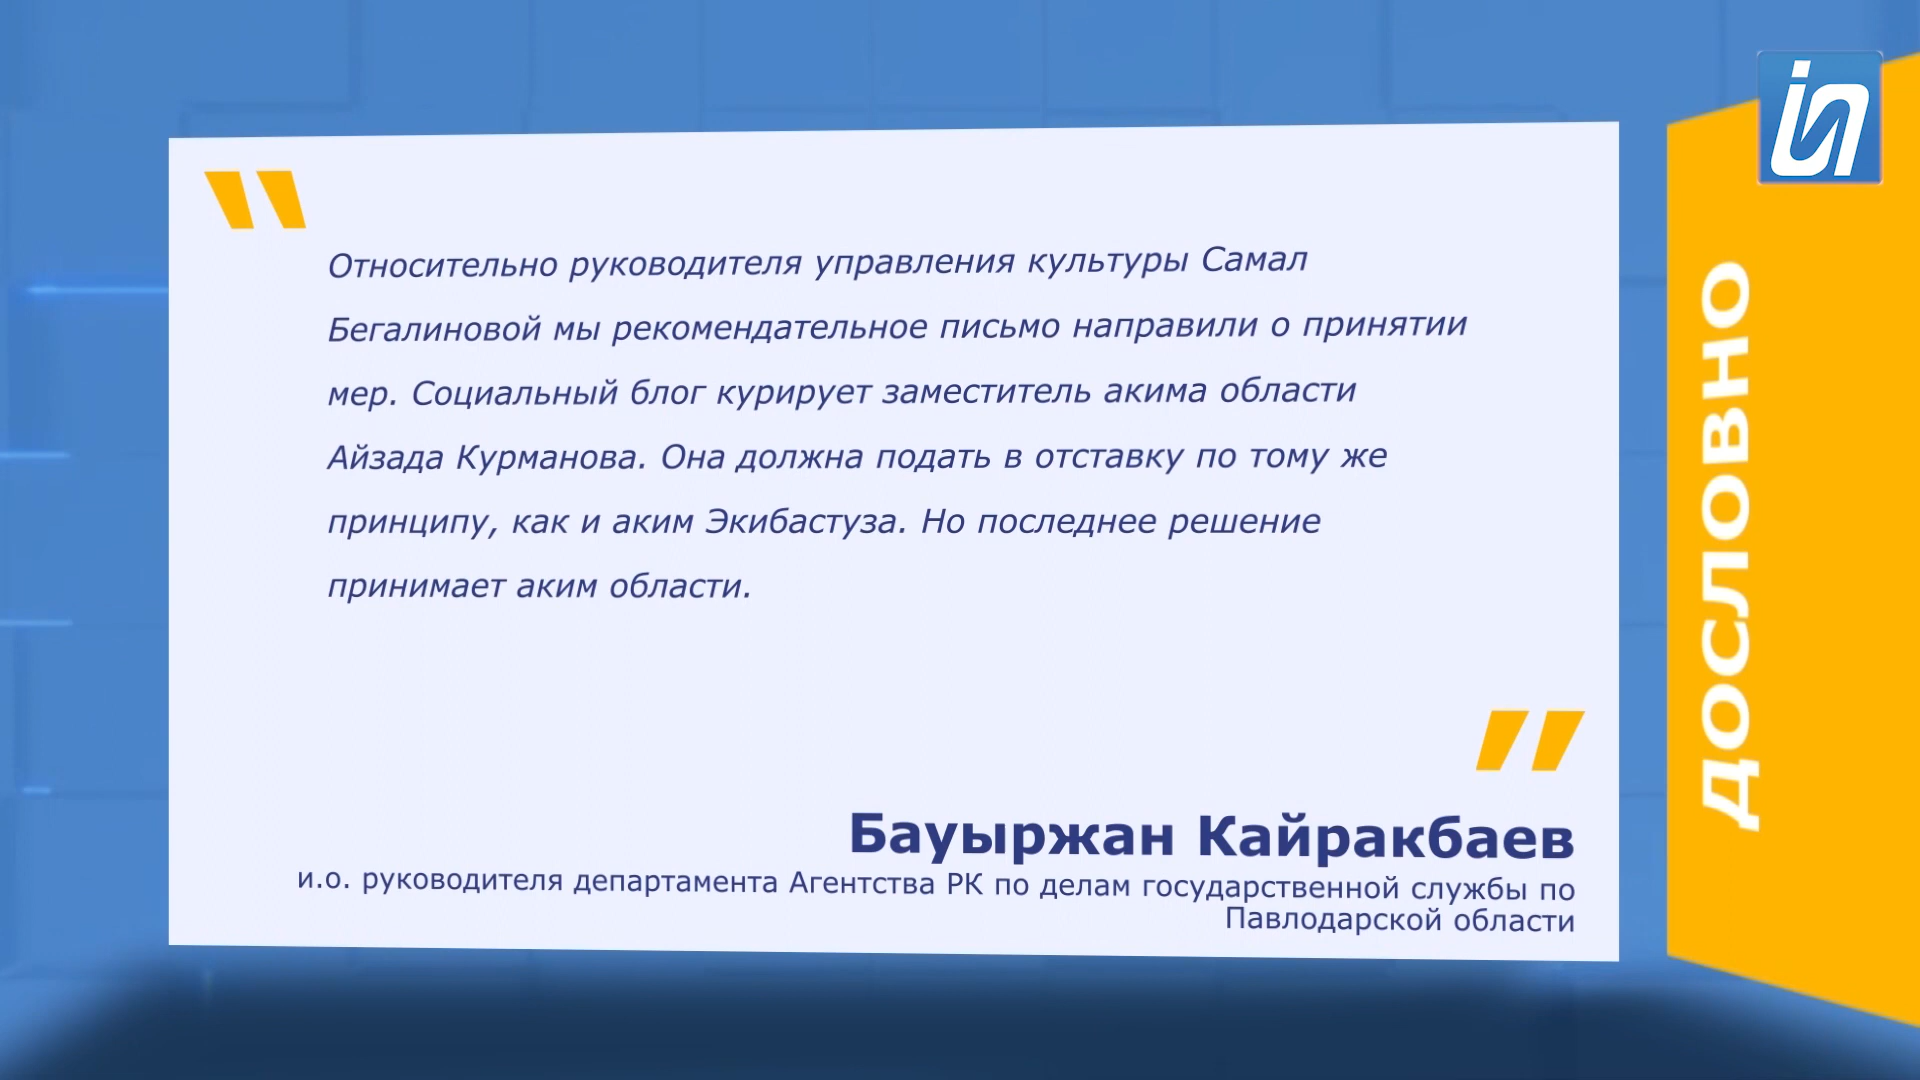 Относительно руководителя управления культуры Самал
Бегалиновой мы рекомендательное письмо направили о принятии
мер. Социальный блог курирует заместитель акима области
Айзада Курманова. Она должна подать в отставку по тому же
принципу, как и аким Экибастуза. Но последнее решение
принимает аким области.
Бауыржан Кайракбаев
и.о. руководителя департамента Агентства РК по делам государственной службы по
Павлодарской области
ДОСЛОВНО